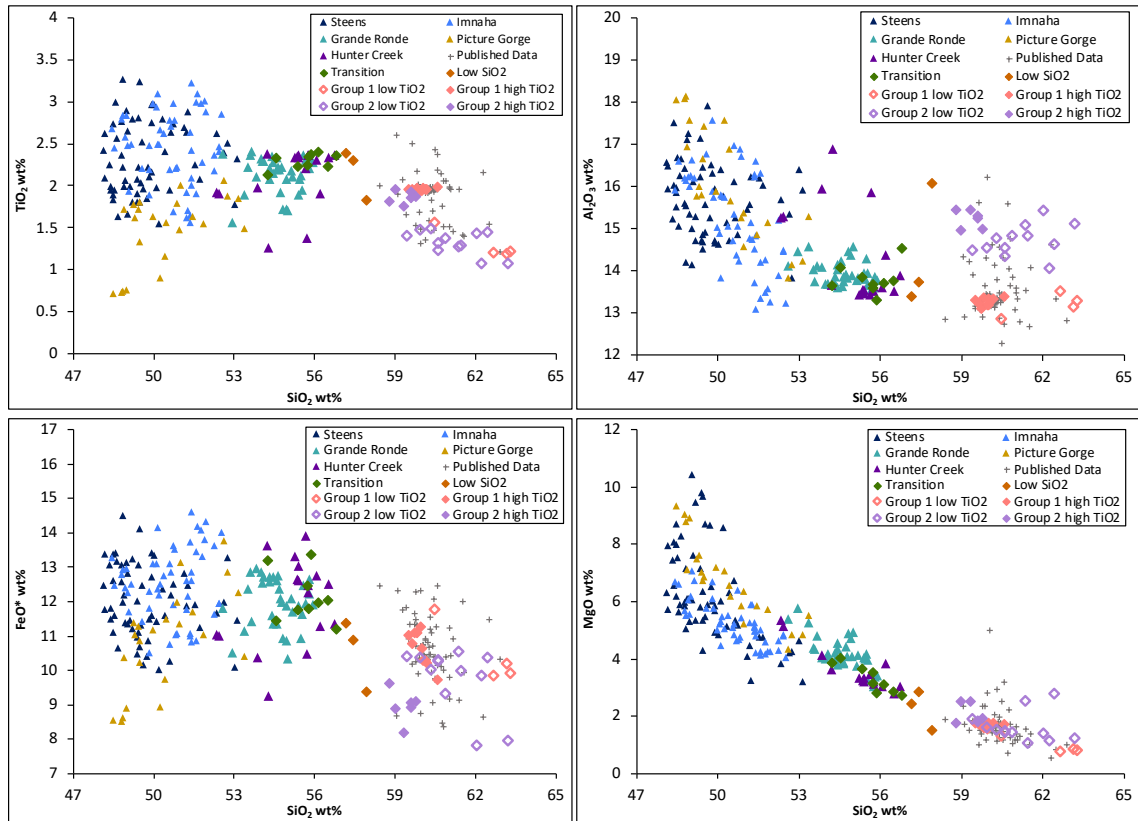 4
3.5
3
2.5
2
1.5
1
0.5
0
TiO2 wt%
47 50 53 56 59 62 65
SiO2 wt%
Steens Imnaha
Grande Ronde Picture Gorge
Hunter Creek Published Data
Transition Low SiO2
Group 1 low TiO2 Group 1 high TiO2
Group 2 low TiO2 Group 2 high TiO2
20
19
18
17
16
15
14
13
12
Al2O3 wt%
47 50 53 56 59 62 65
SiO2 wt%
Steens Imnaha
Grande Ronde Picture Gorge
Hunter Creek Published Data
Transition Low SiO2
Group 1 low TiO2 Group 1 high TiO2
Group 2 low TiO2 Group 2 high TiO2
17
16
15
14
13
12
11
10
9
8
7
FeO* wt%
47 50 53 56 59 62 65
SiO2 wt%
Steens Imnaha
Grande Ronde Picture Gorge
Hunter Creek Published Data
Transition Low SiO2
Group 1 low TiO2 Group 1 high TiO2
Group 2 low TiO2 Group 2 high TiO2
12
10
8
6
4
2
0
MgO wt%
47 50 53 56 59 62 65
SiO2 wt%
Steens Imnaha
Grande Ronde Picture Gorge
Hunter Creek Published Data
Transition Low SiO2
Group 1 low TiO2 Group 1 high TiO2
Group 2 low TiO2 Group 2 high TiO2